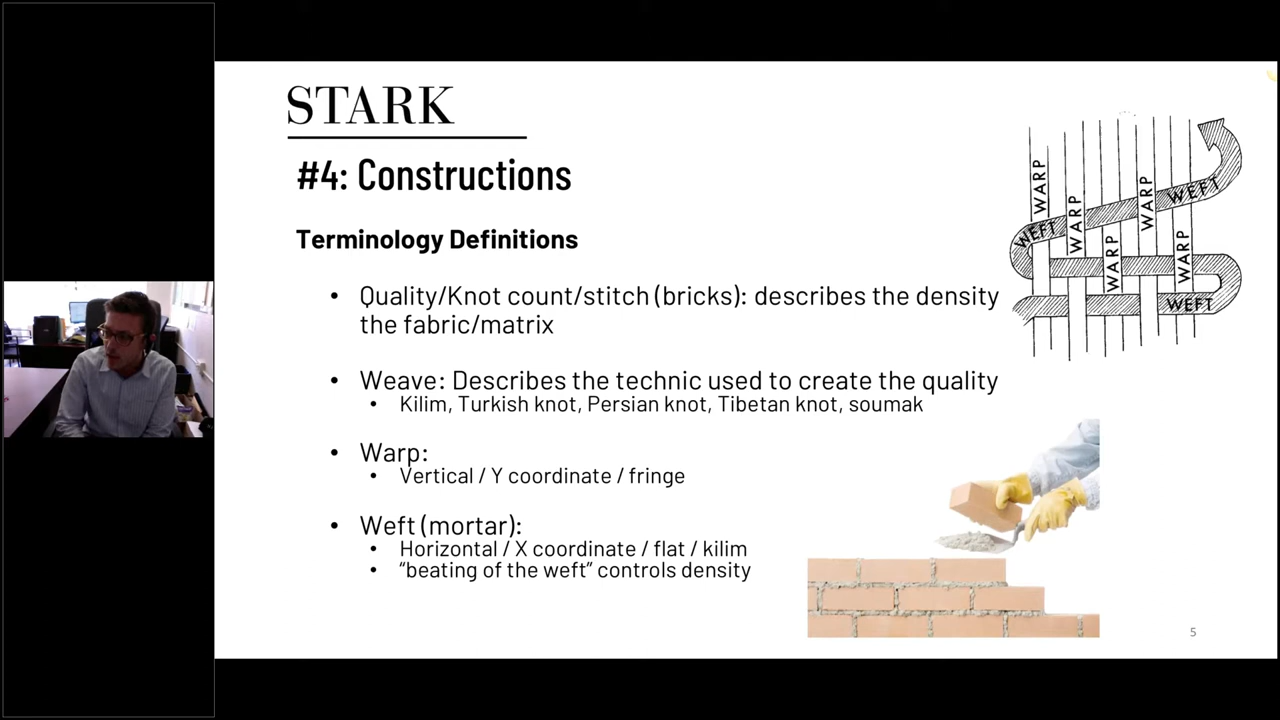 STARK
#4: Constructions
Terminology Definitions
• Quality/Knot count/stitch (bricks): describes the density
the fabric/matrix
• Weave: Describes the technic used to create the quality
• Kilim, Turkish knot, Persian knot, Tibetan knot, soumak
• Warp:
• Vertical / Y coordinate / fringe
• Weft (mortar):
• Horizontal / X coordinate / flat / kilim
• “beating of the weft” controls density
WARP
WARP
WARP
WEFT
WEFT
WARP
WARP
WEFT
5